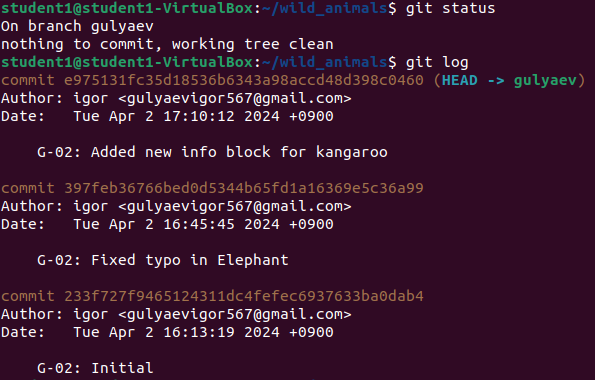 student1@student1-VirtualBox:~/wild_animals$ git status
On branch gulyaev
nothing to commit, working tree clean
student1@student1-VirtualBox:~/wild_animals$ git log
commit e975131fc35d18536b6343a98accd48d398c0460 (HEAD -> gulyaev)
Author: igor <gulyaevigor567@gmail.com>
Date:   Tue Apr 2 17:10:12 2024 +0900
    G-02: Added new info block for kangaroo
commit 397feb36766bed0d5344b65fd1a16369e5c36a99
Author: igor <gulyaevigor567@gmail.com>
Date:   Tue Apr 2 16:45:45 2024 +0900
    G-02: Fixed typo in Elephant
commit 233f727f9465124311dc4fefec6937633ba0dab4
Author: igor <gulyaevigor567@gmail.com>
Date:   Tue Apr 2 16:13:19 2024 +0900
    G-02: Initial